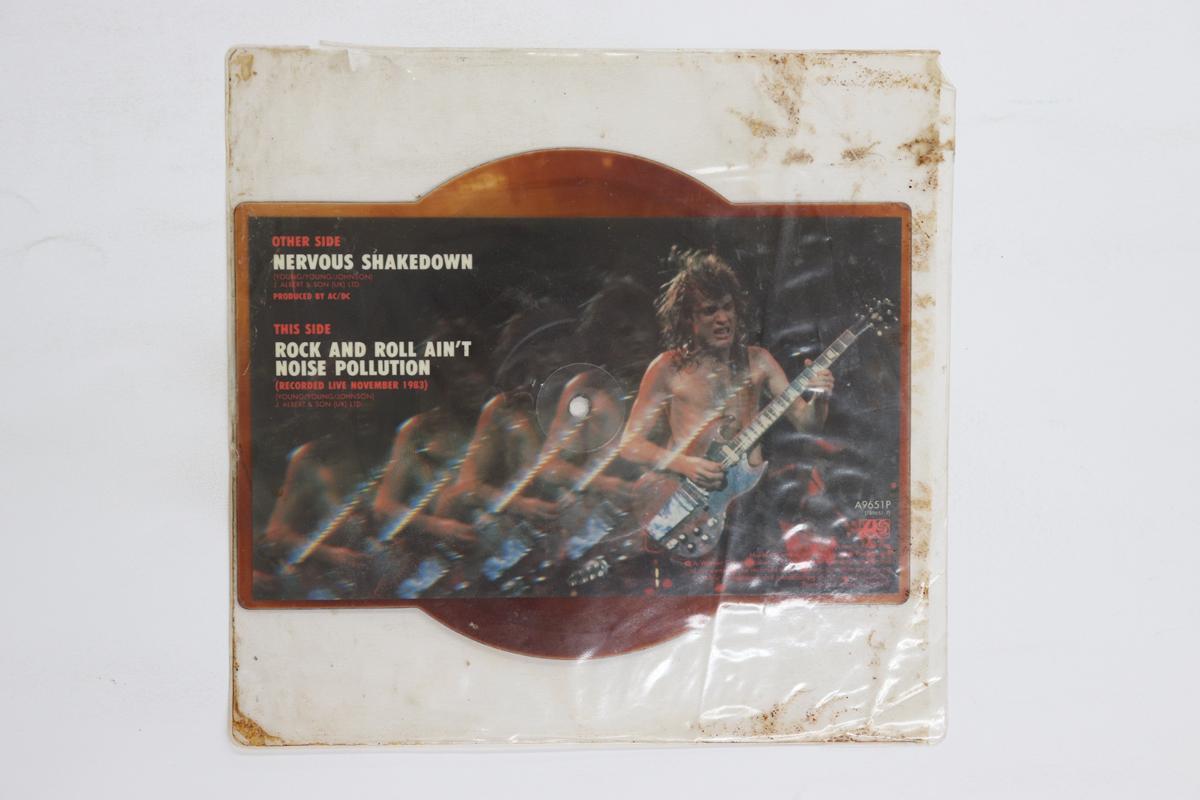 OTHER SIDE
NERVOUS SHAKEDOWN
(YOUNG/YOUNG/JOHNSON)
J. ALBERT & SON (UK) LTD.
PRODUCED BY AC/DC
THIS SIDE
ROCK AND ROLL AIN'T
NOISE POLLUTION
(RECORDED LIVE NOVEMBER 1983)
(YOUNG/YOUNG/JOHNSON)
J. ALBERT & SON (UK) LTD.
A9651P